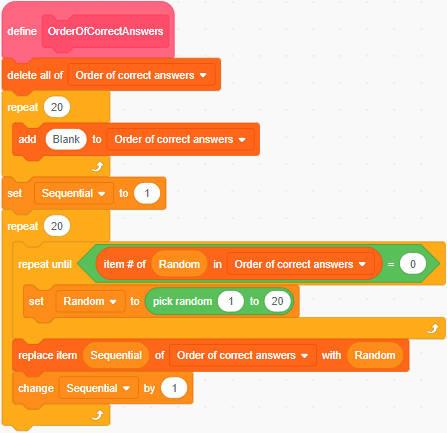 define OrderOfCorrectAnswers
delete all of Order of correct answers
repeat 20
add Blank to Order of correct answers
set Sequential to 1
repeat 20
repeat until item # of Random in Order of correct answers = 0
set Random to pick random 1 to 20
replace item Sequential of Order of correct answers with Random
change Sequential by 1